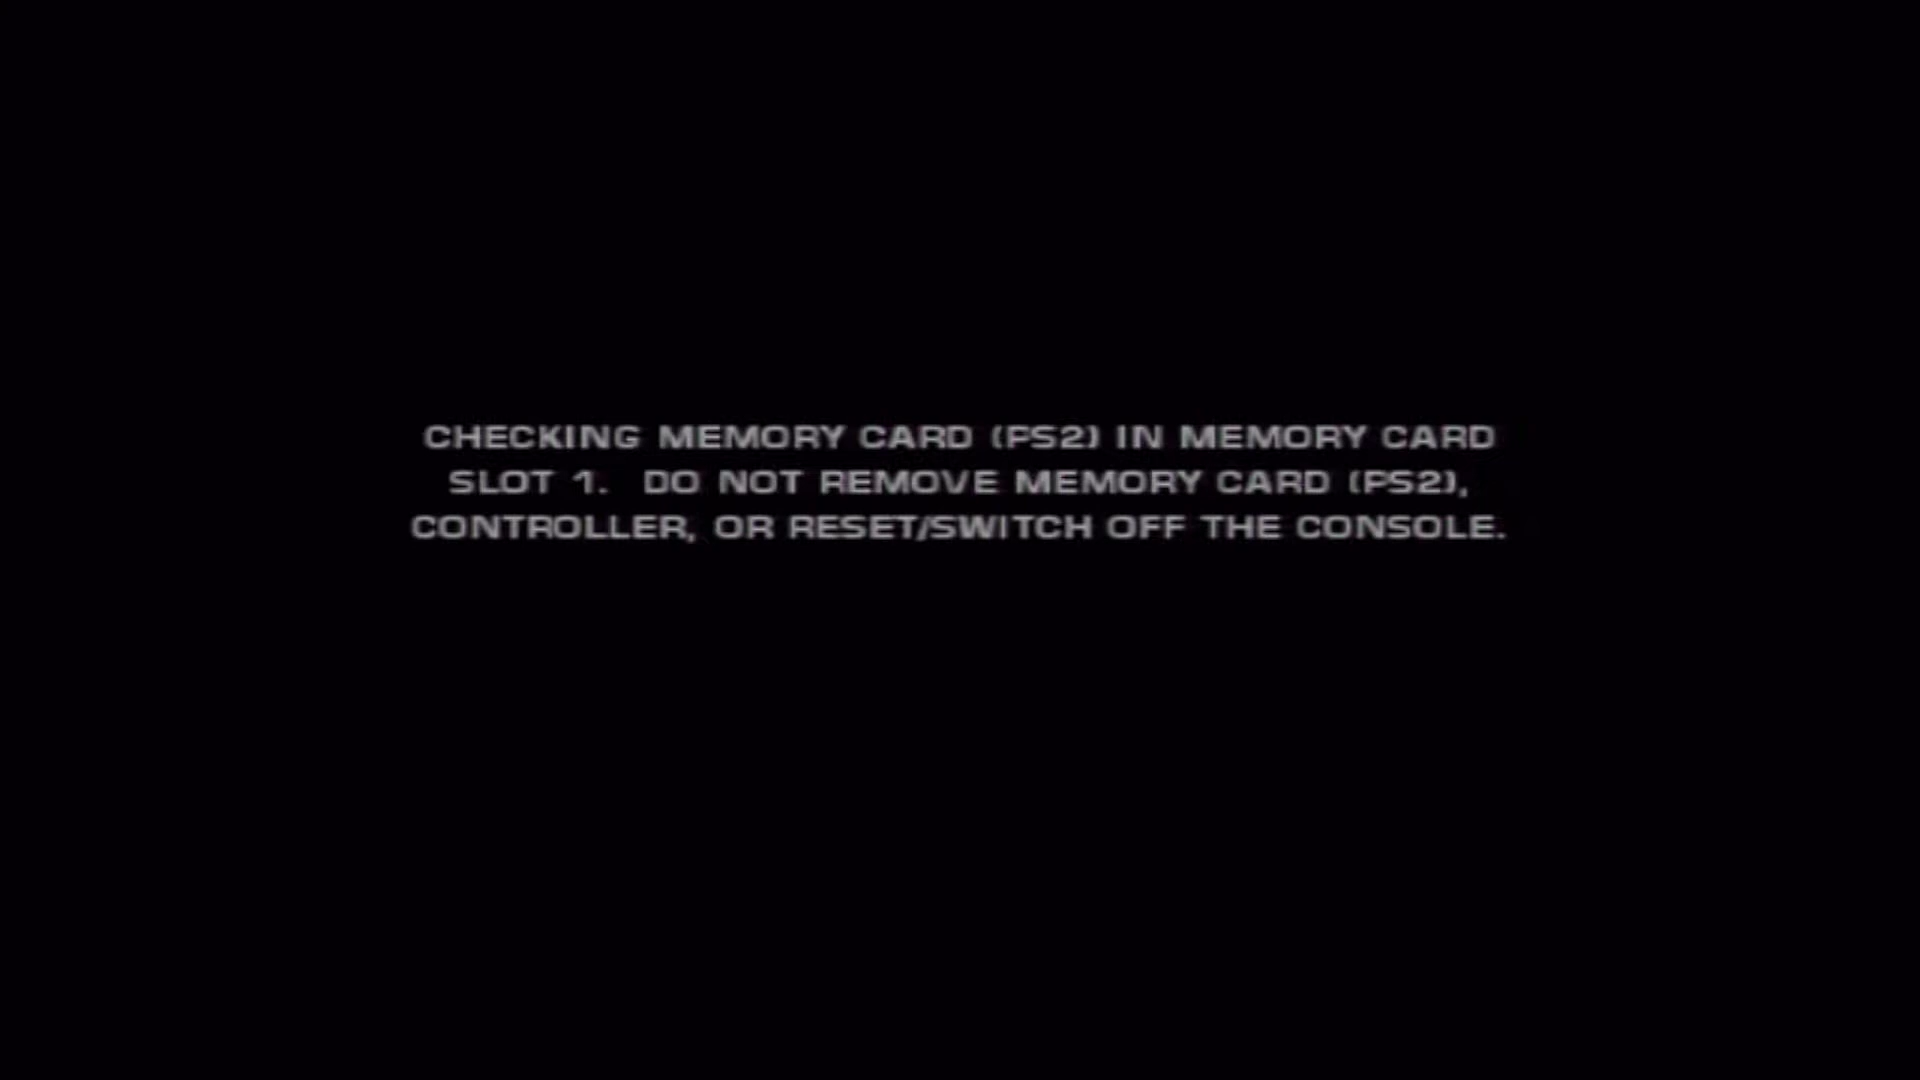 CHECKING MEMORY CARD (PS2) IN MEMORY CARD
SLOT 1.  DO NOT REMOVE MEMORY CARD (PS2),
CONTROLLER, OR RESET/SWITCH OFF THE CONSOLE.